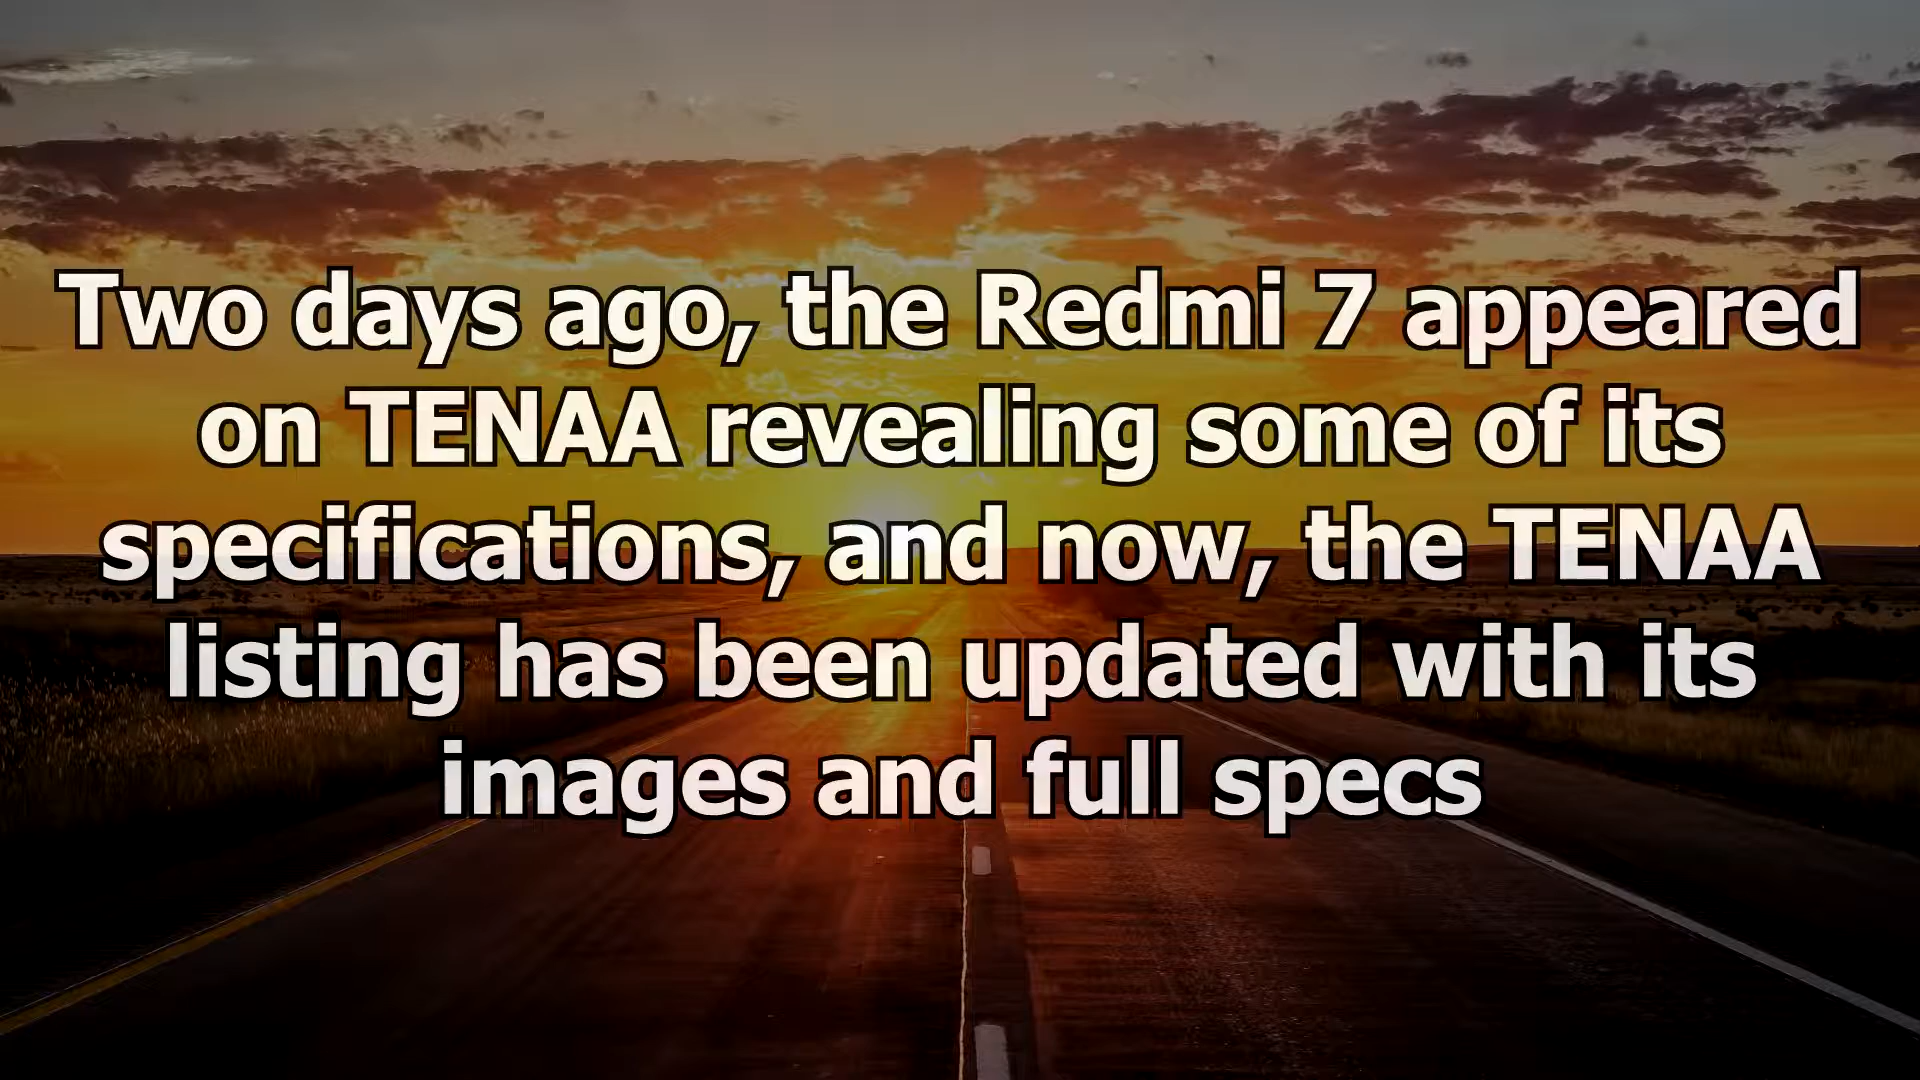 Two days ago, the Redmi 7 appeared
on TENAA revealing some of its
specifications, and now, the TENAA
listing has been updated with its
images and full specs